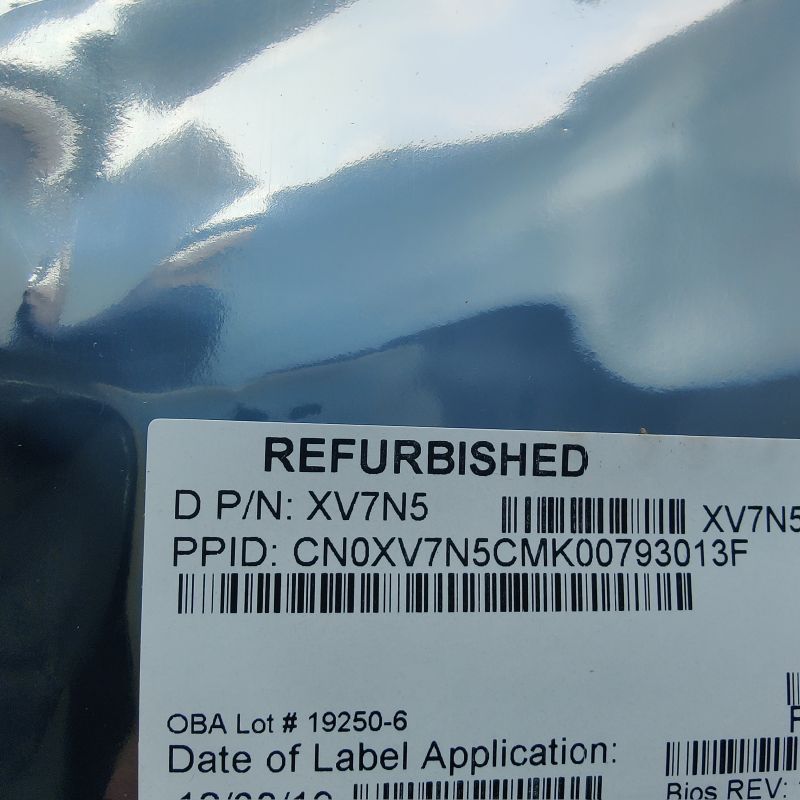 REFURBISHED
D P/N: XV7N5 XV7N5
PPID: CN0XV7N5CMK00793013F
OBA Lot # 19250-6
Date of Label Application:
Bios REV: